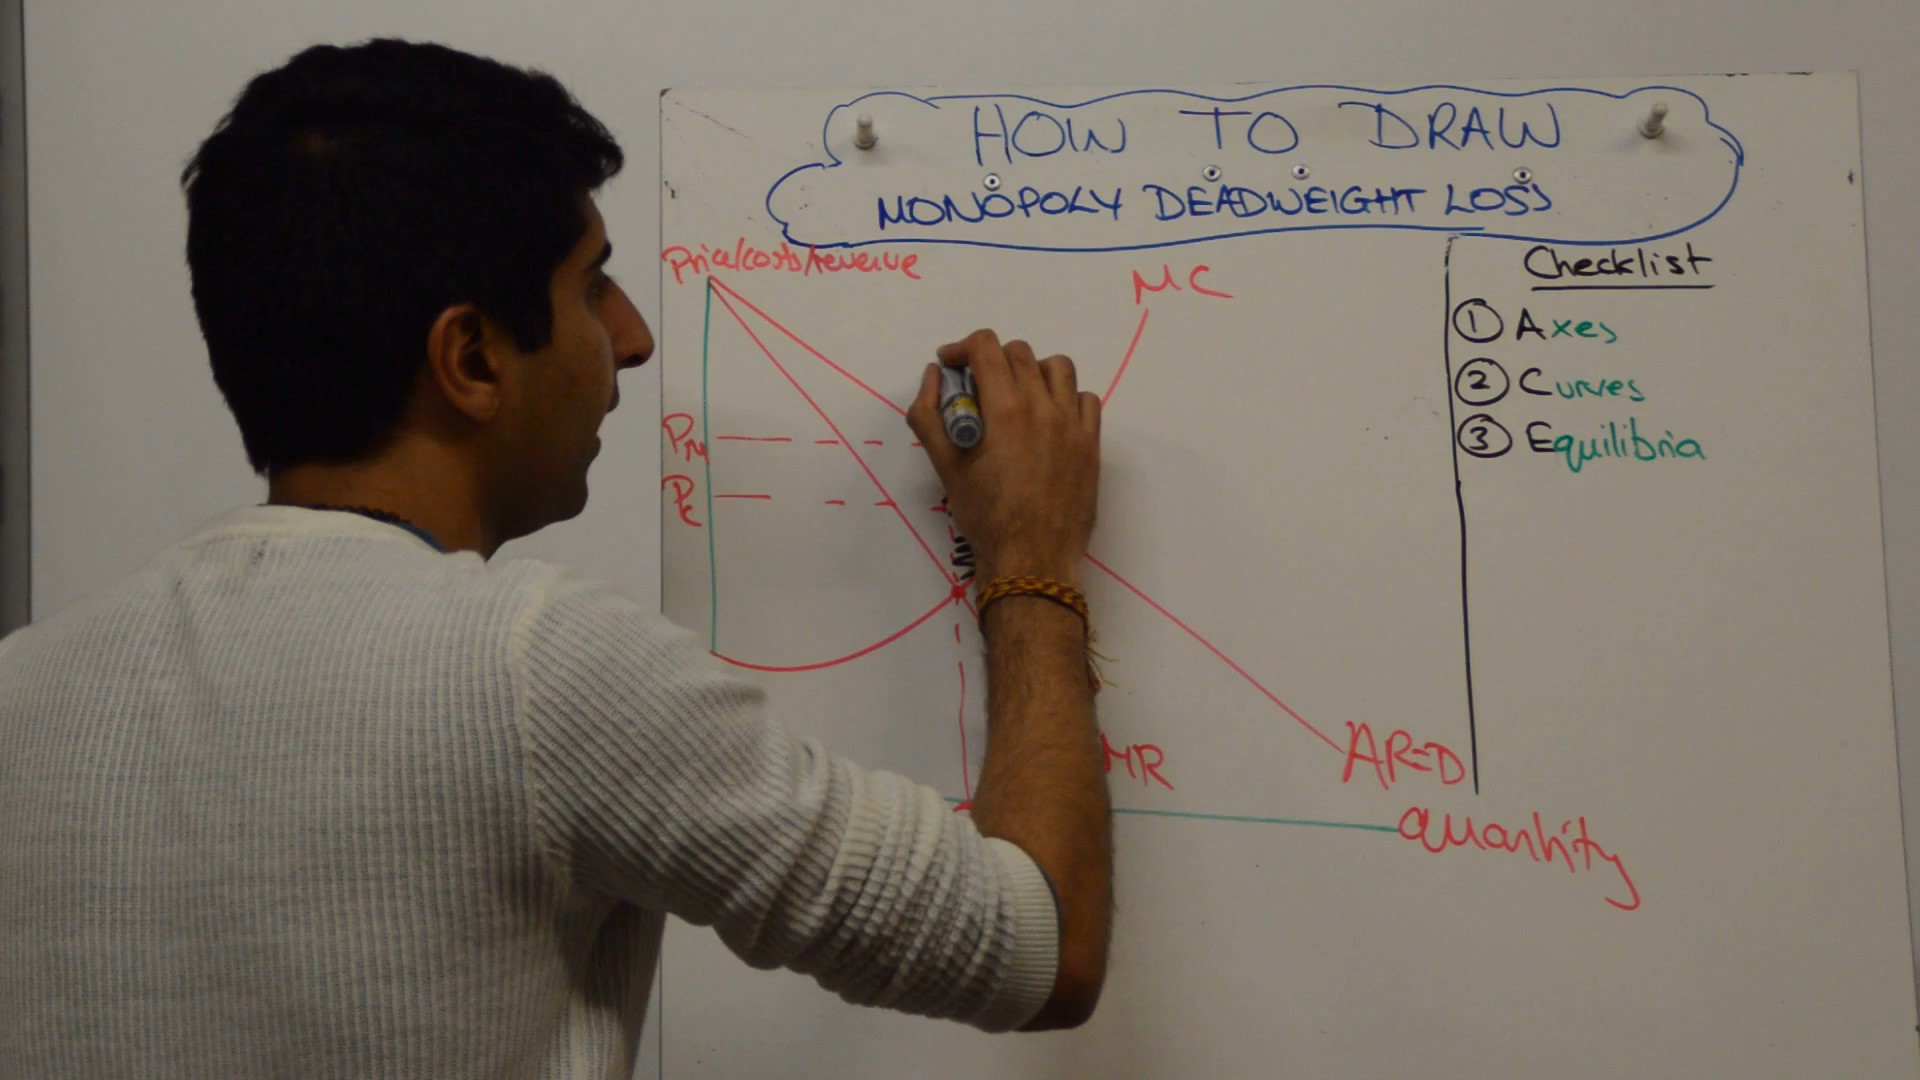 HOW TO DRAW
MONOPOLY DEADWEIGHT LOSS
Price/costs/revenue
MC
Checklist
1 Axes
2 Curves
3 Equilibria
PM
PC
MR
AR=D
Quantity